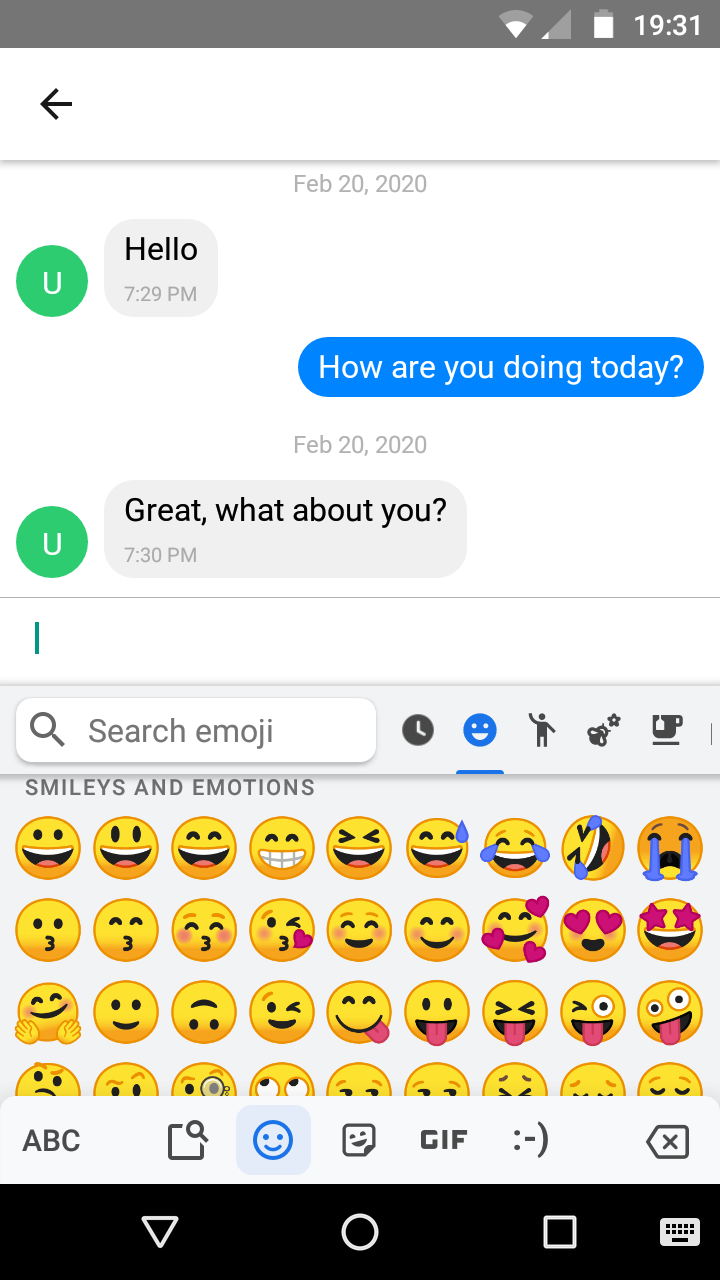 19:31
Feb 20, 2020
Hello
7:29 PM
U
How are you doing today?
Feb 20, 2020
Great, what about you?
7:30 PM
U
Search emoji
SMILEYS AND EMOTIONS
ABC
GIF
:-)